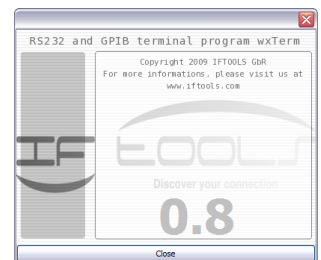 RS232 and GPIB terminal program wxTerm
Copyright 2009 IFTOOLS GbR
For more informations, please visit us at
www.iftools.com
IF TOOLS
Discover your connection
0.8
Close